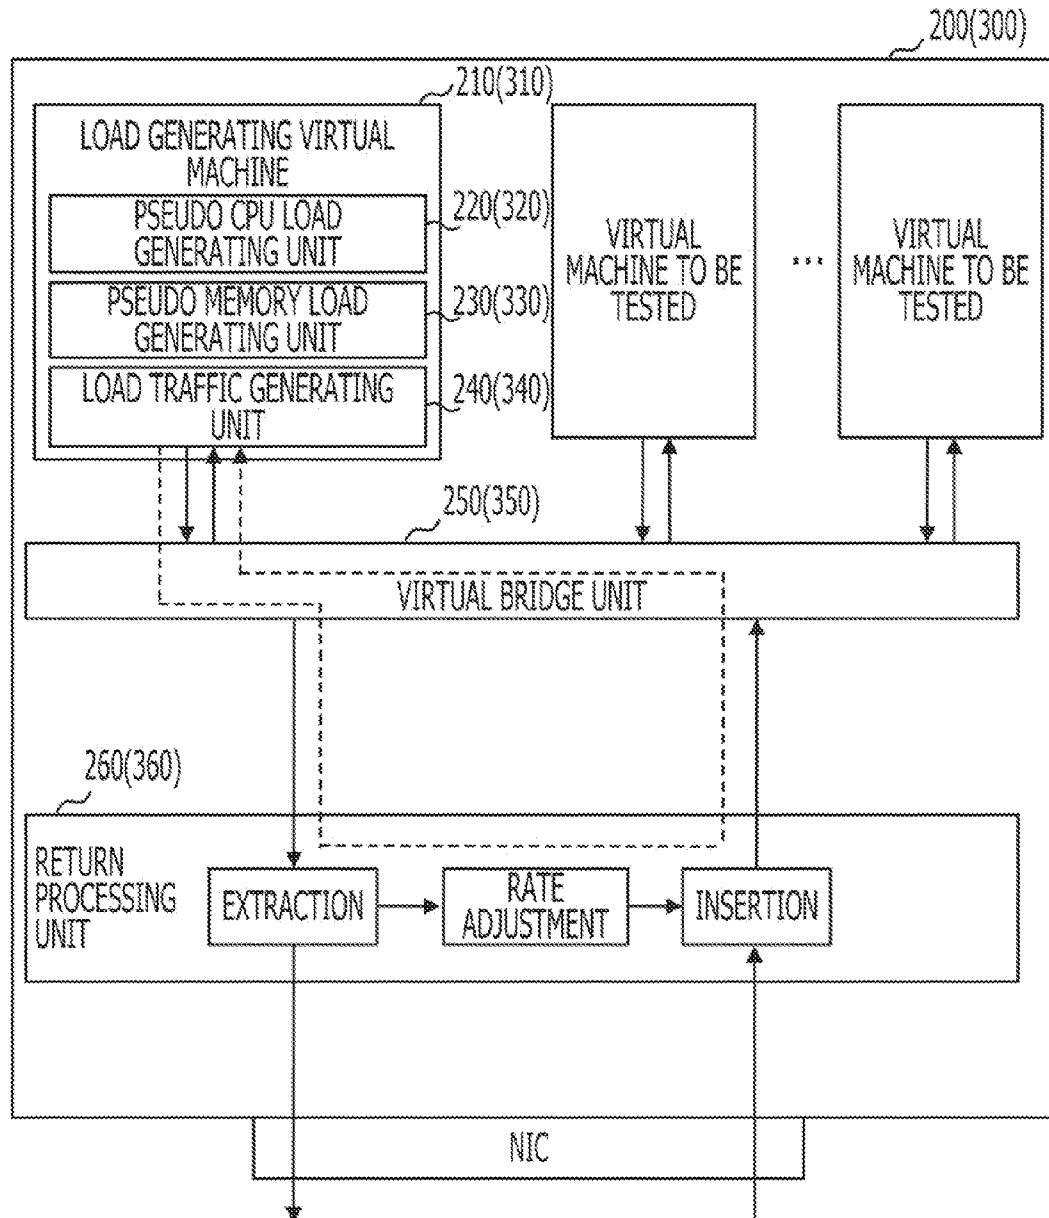 200(300)
210(310)
LOAD GENERATING VIRTUAL
MACHINE
PSEUDO CPU LOAD
GENERATING UNIT
220(320)
PSEUDO MEMORY LOAD
GENERATING UNIT
230(330)
LOAD TRAFFIC GENERATING
UNIT
240(340)
VIRTUAL
MACHINE TO BE
TESTED
...
VIRTUAL
MACHINE TO BE
TESTED
250(350)
VIRTUAL BRIDGE UNIT
260(360)
RETURN
PROCESSING
UNIT
EXTRACTION
RATE
ADJUSTMENT
INSERTION
NIC